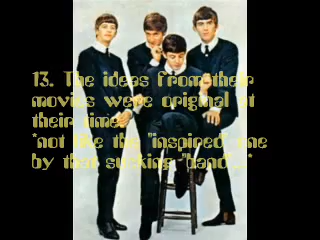 13. The ideas from their
movies were original at
their time.
*not like the "inspired" one
by that sucking "band"...*